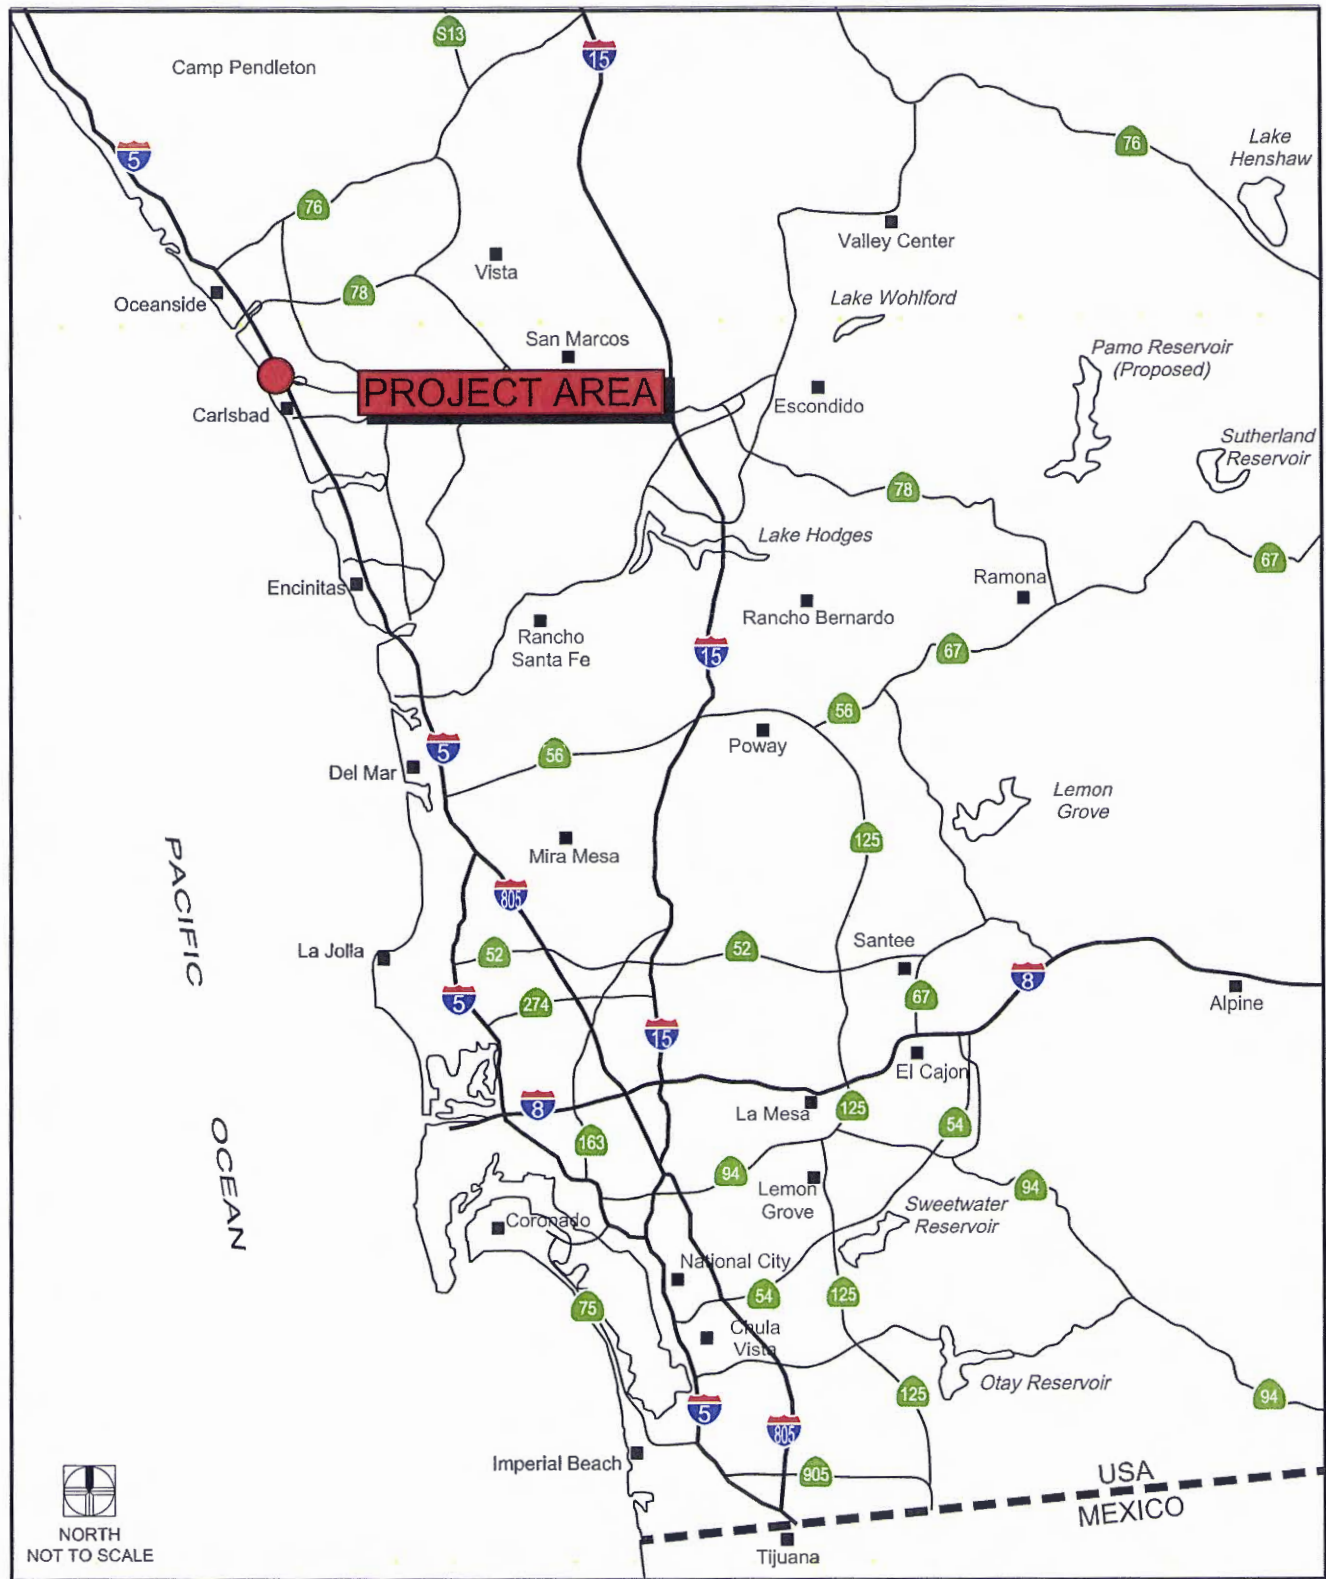 S13
15
Camp Pendleton
5
76
Lake
Henshaw
76
Valley Center
Vista
78
Oceanside
Lake Wohlford
San Marcos
Pamo Reservoir
(Proposed)
PROJECT AREA
Carlsbad
Escondido
Sutherland
Reservoir
78
Lake Hodges
67
Ramona
Encinitas
Rancho Bernardo
Rancho
Santa Fe
15
67
56
5
56
Poway
Del Mar
Lemon
Grove
125
Mira Mesa
PACIFIC
805
La Jolla
52
52
Santee
8
5
274
67
Alpine
15
El Cajon
8
La Mesa
125
54
OCEAN
163
94
Lemon
Grove
94
Sweetwater
Reservoir
Coronado
National City
75
54
125
Chula
Vista
Otay Reservoir
5
125
94
805
Imperial Beach
905
USA
MEXICO
NORTH
NOT TO SCALE
Tijuana